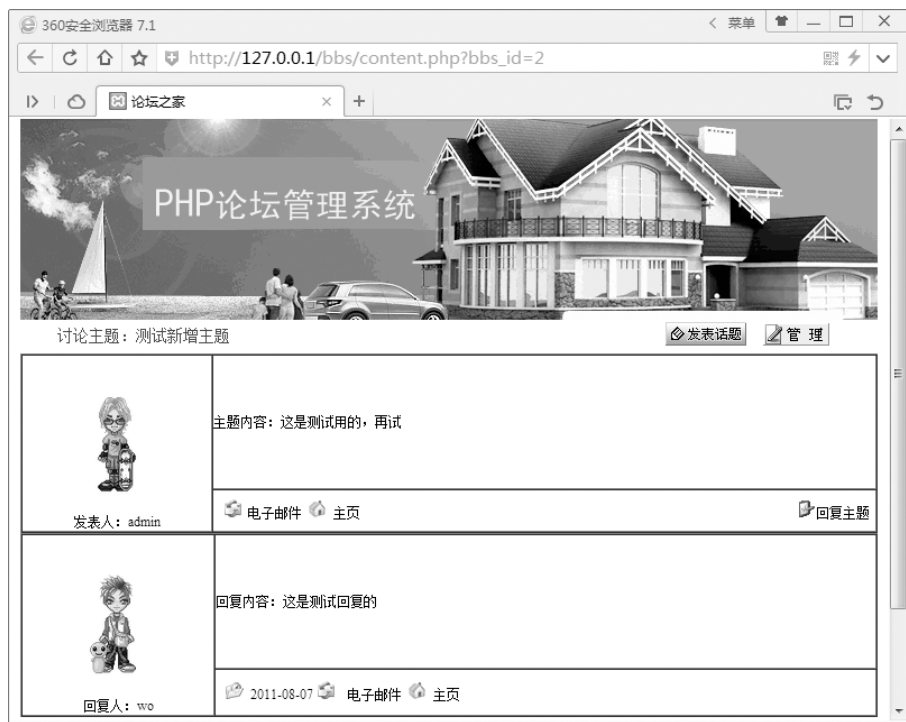 360安全浏览器 7.1
菜单
http://127.0.0.1/bbs/content.php?bbs_id=2
论坛之家
PHP论坛管理系统
讨论主题：测试新增主题
发表话题
管 理
主题内容：这是测试用的，再试
发表人：admin
电子邮件 主页
回复主题
回复内容：这是测试回复的
回复人：wo
2011-08-07 电子邮件 主页